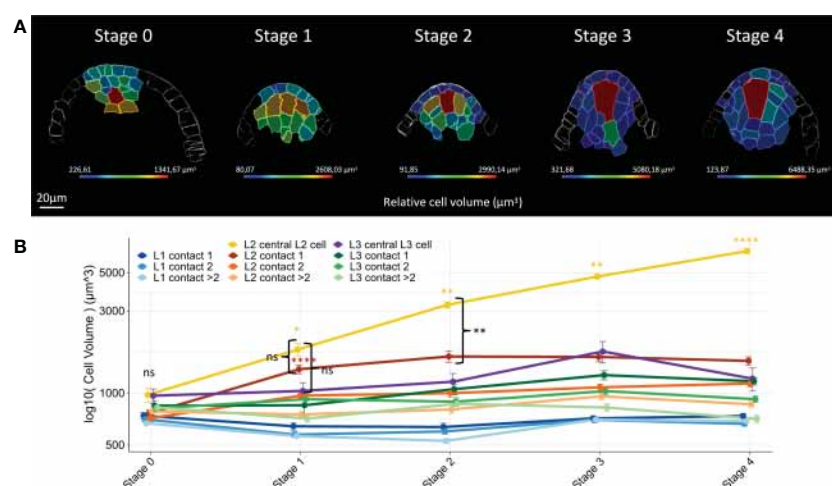 A
Stage 0 Stage 1 Stage 2 Stage 3 Stage 4
226,61 1341,67 µm³ 80,07 2608,03 µm³ 91,85 2990,14 µm³ 321,68 5080,18 µm³ 123,87 6488,35 µm³
20µm
Relative cell volume (µm³)
B
L1 contact 1 L2 central L2 cell L3 central L3 cell
L1 contact 2 L2 contact 1 L3 contact 1
L1 contact >2 L2 contact 2 L3 contact 2
L2 contact >2 L3 contact >2
log10( Cell Volume ) (µm^3)
5000
3000
1000
500
ns
*
ns
****
ns
**
**
**
****
Stage 0 Stage 1 Stage 2 Stage 3 Stage 4